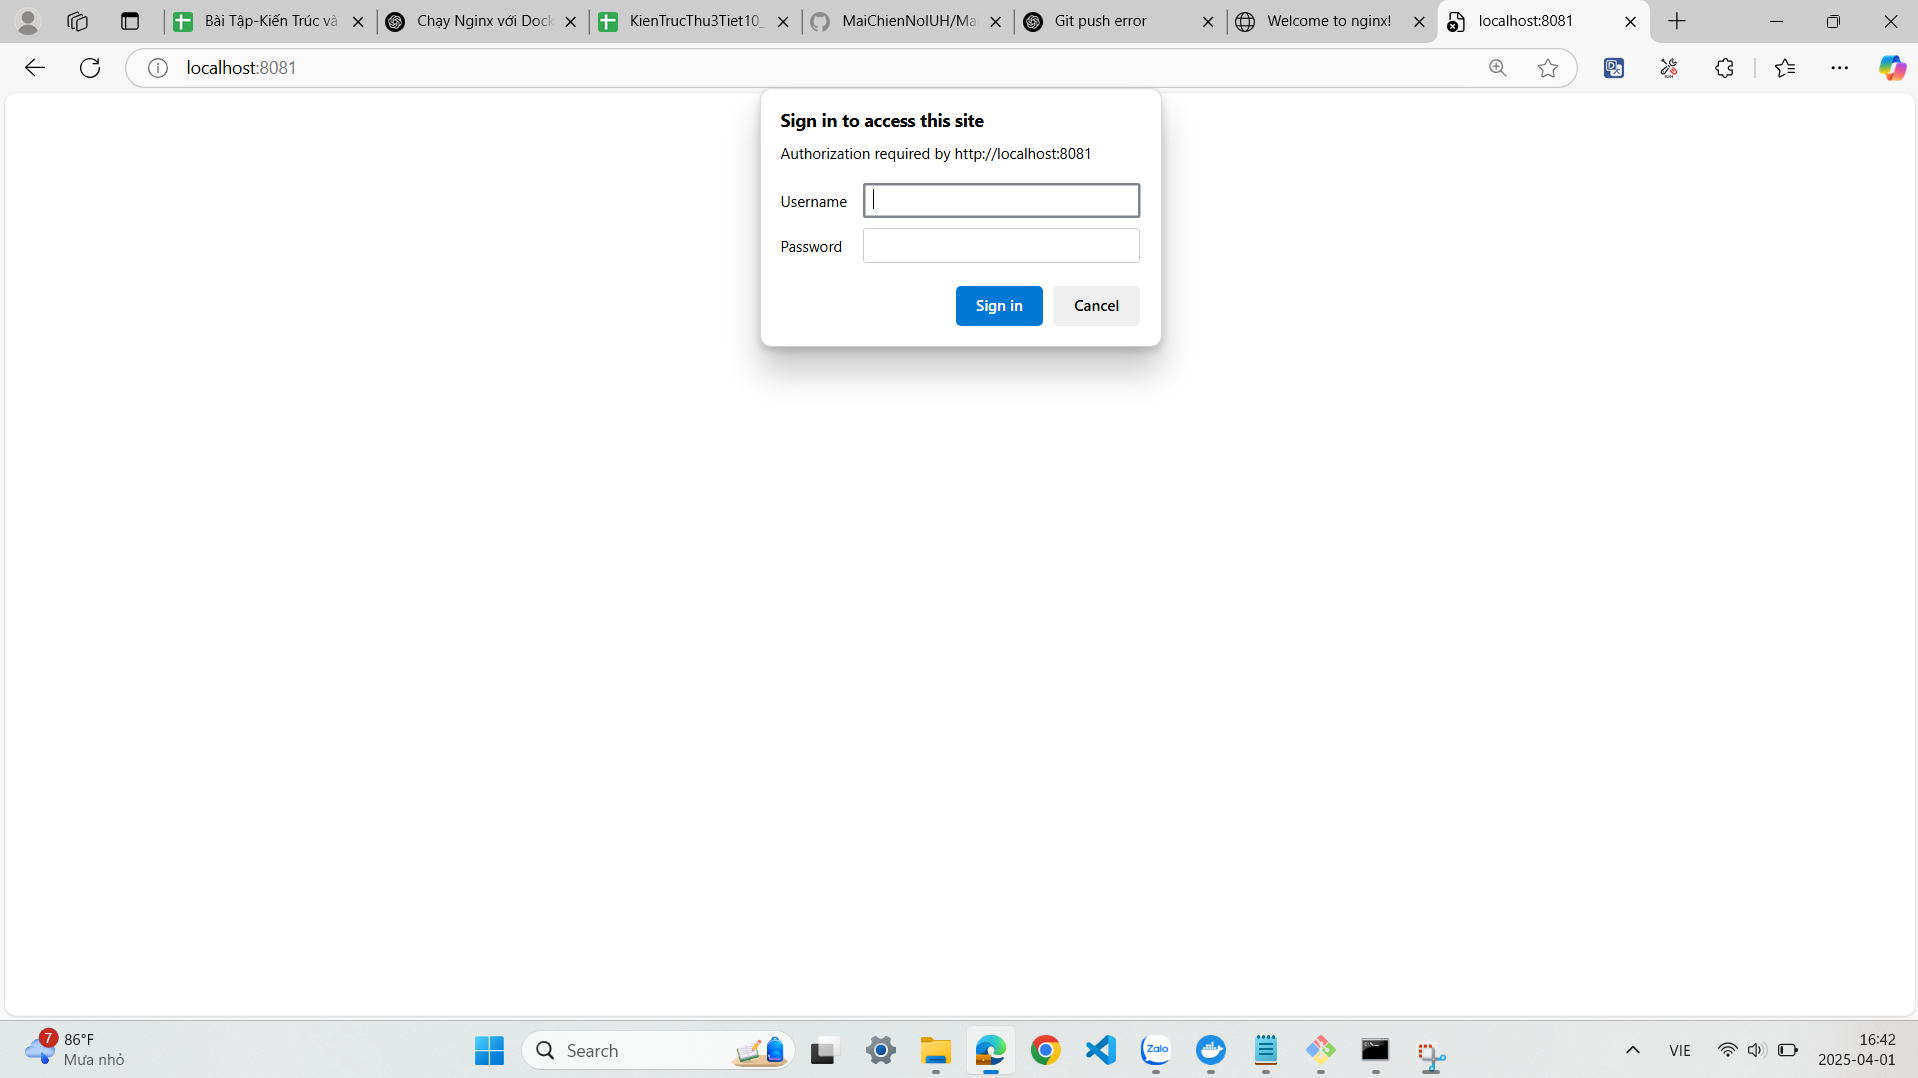 Bài Tập-Kiến Trúc và
Chạy Nginx với Dock
KienTrucThu3Tiet10_
MaiChienNoIUH/Ma
Git push error
Welcome to nginx!
localhost:8081
localhost:8081
Sign in to access this site
Authorization required by http://localhost:8081
Username
Password
Sign in
Cancel
7
86°F
Mưa nhỏ
Search
Zalo
VIE
16:42
2025-04-01